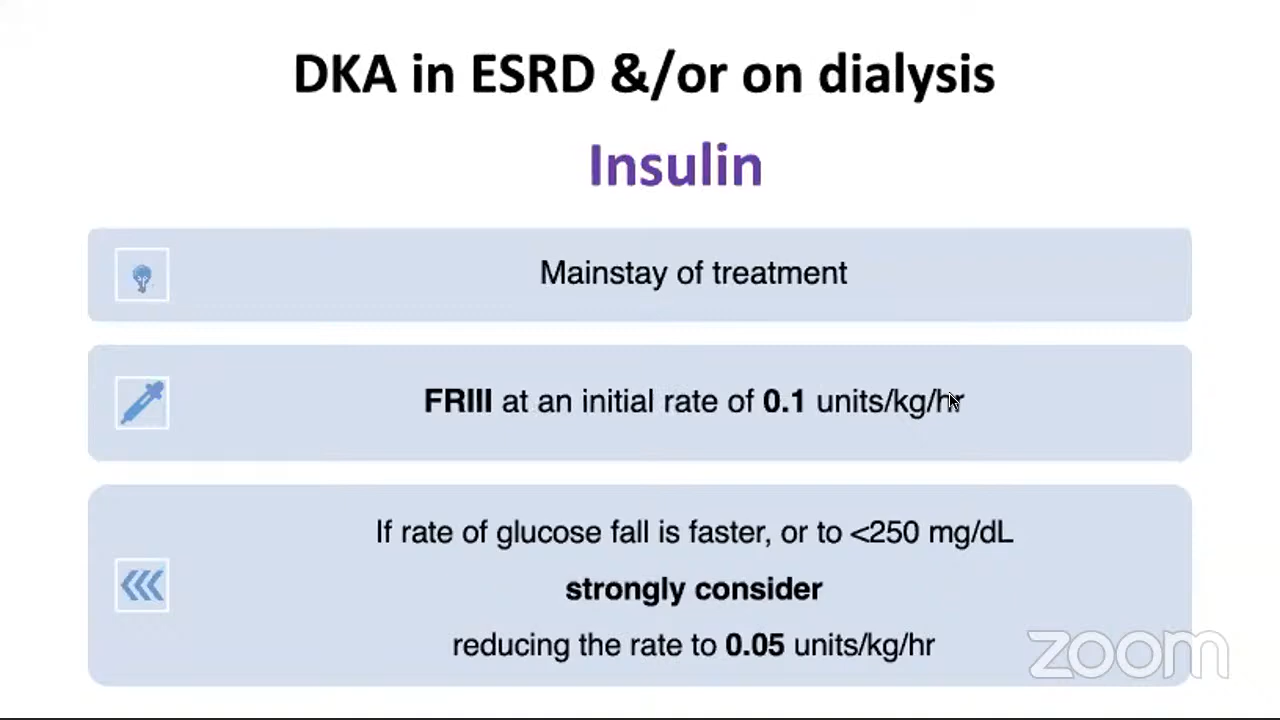 DKA in ESRD &/or on dialysis
Insulin
Mainstay of treatment
FRIII at an initial rate of 0.1 units/kg/hr
If rate of glucose fall is faster, or to <250 mg/dL
strongly consider
reducing the rate to 0.05 units/kg/hr
zoom